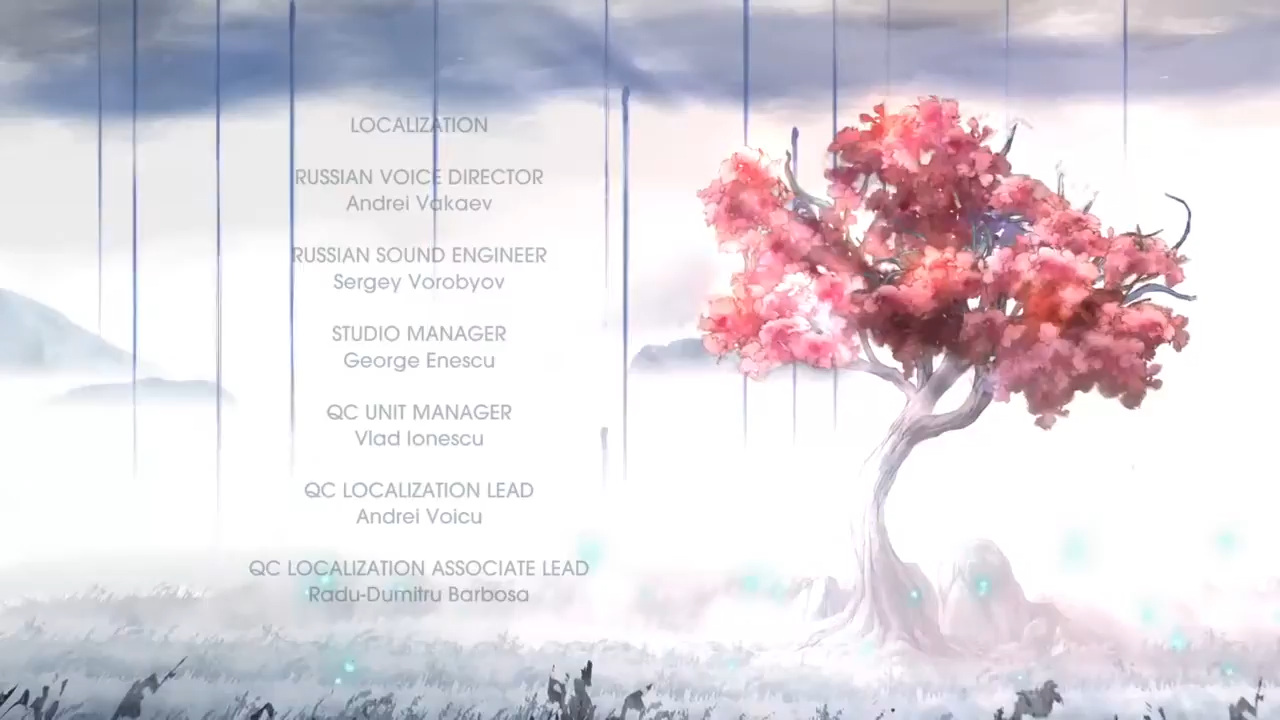 LOCALIZATION
RUSSIAN VOICE DIRECTOR
Andrei Vakaev
RUSSIAN SOUND ENGINEER
Sergey Vorobyov
STUDIO MANAGER
George Enescu
QC UNIT MANAGER
Vlad Ionescu
QC LOCALIZATION LEAD
Andrei Voicu
QC LOCALIZATION ASSOCIATE LEAD
Radu-Dumitru Barbosa